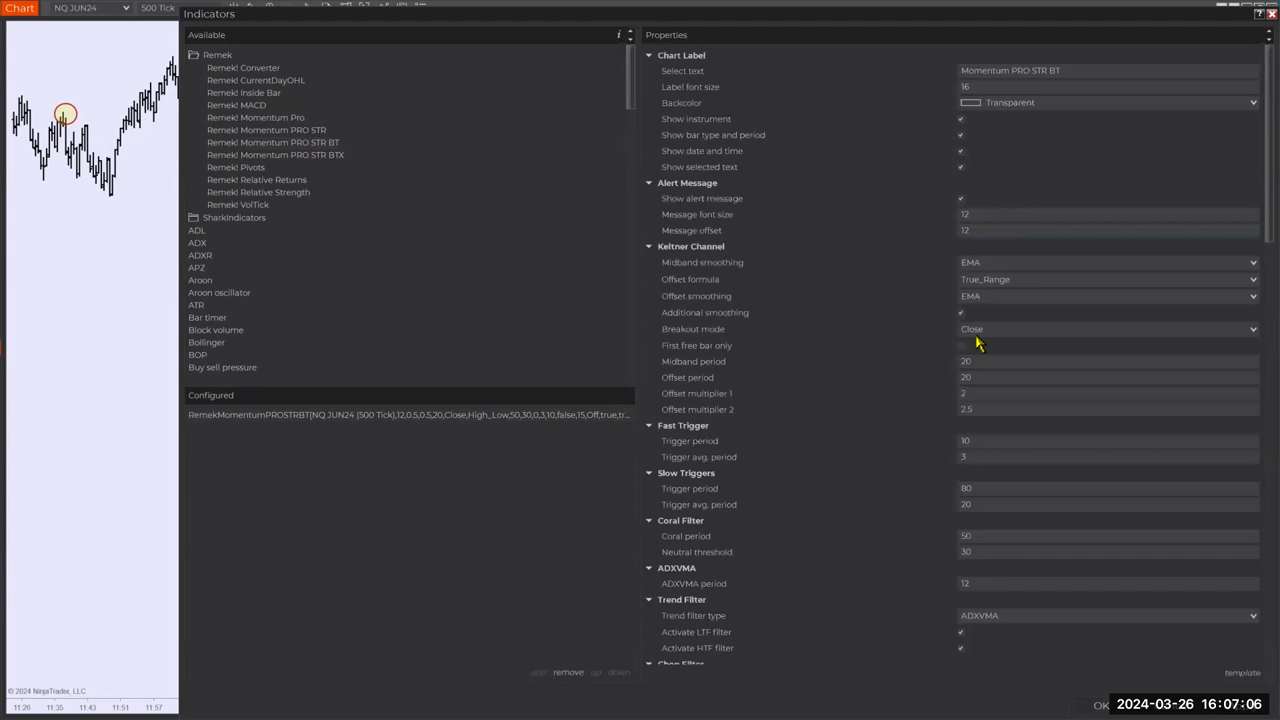 Chart
NQ JUN24
500 Tick
Indicators
Available
Properties
Remek
Remek! Converter
Remek! CurrentDayOHL
Remek! Inside Bar
Remek! MACD
Remek! Momentum Pro
Remek! Momentum PRO STR
Remek! Momentum PRO STR BT
Remek! Momentum PRO STR BTX
Remek! Pivots
Remek! Relative Returns
Remek! Relative Strength
Remek! VolTick
SharkIndicators
ADL
ADX
ADXR
APZ
Aroon
Aroon oscillator
ATR
Bar timer
Block volume
Bollinger
BOP
Buy sell pressure
Configured
RemekMomentumPROSTRBT(NQ JUN24 (500 Tick),12,0.5,0.5,20,Close,High_Low,50,30,0,3,10,false,15,Off,true,tr...
add remove up down
Chart Label
Select text Momentum PRO STR BT
Label font size 16
Backcolor Transparent
Show instrument
Show bar type and period
Show date and time
Show selected text
Alert Message
Show alert message
Message font size 12
Message offset 12
Keltner Channel
Midband smoothing EMA
Offset formula True_Range
Offset smoothing EMA
Additional smoothing
Breakout mode Close
First free bar only
Midband period 20
Offset period 20
Offset multiplier 1 2
Offset multiplier 2 2.5
Fast Trigger
Trigger period 10
Trigger avg. period 3
Slow Triggers
Trigger period 80
Trigger avg. period 20
Coral Filter
Coral period 50
Neutral threshold 30
ADXVMA
ADXVMA period 12
Trend Filter
Trend filter type ADXVMA
Activate LTF filter
Activate HTF filter
Chop Filter
template
OK
© 2024 NinjaTrader, LLC
11:26 11:35 11:43 11:51 11:57
2024-03-26 16:07:06